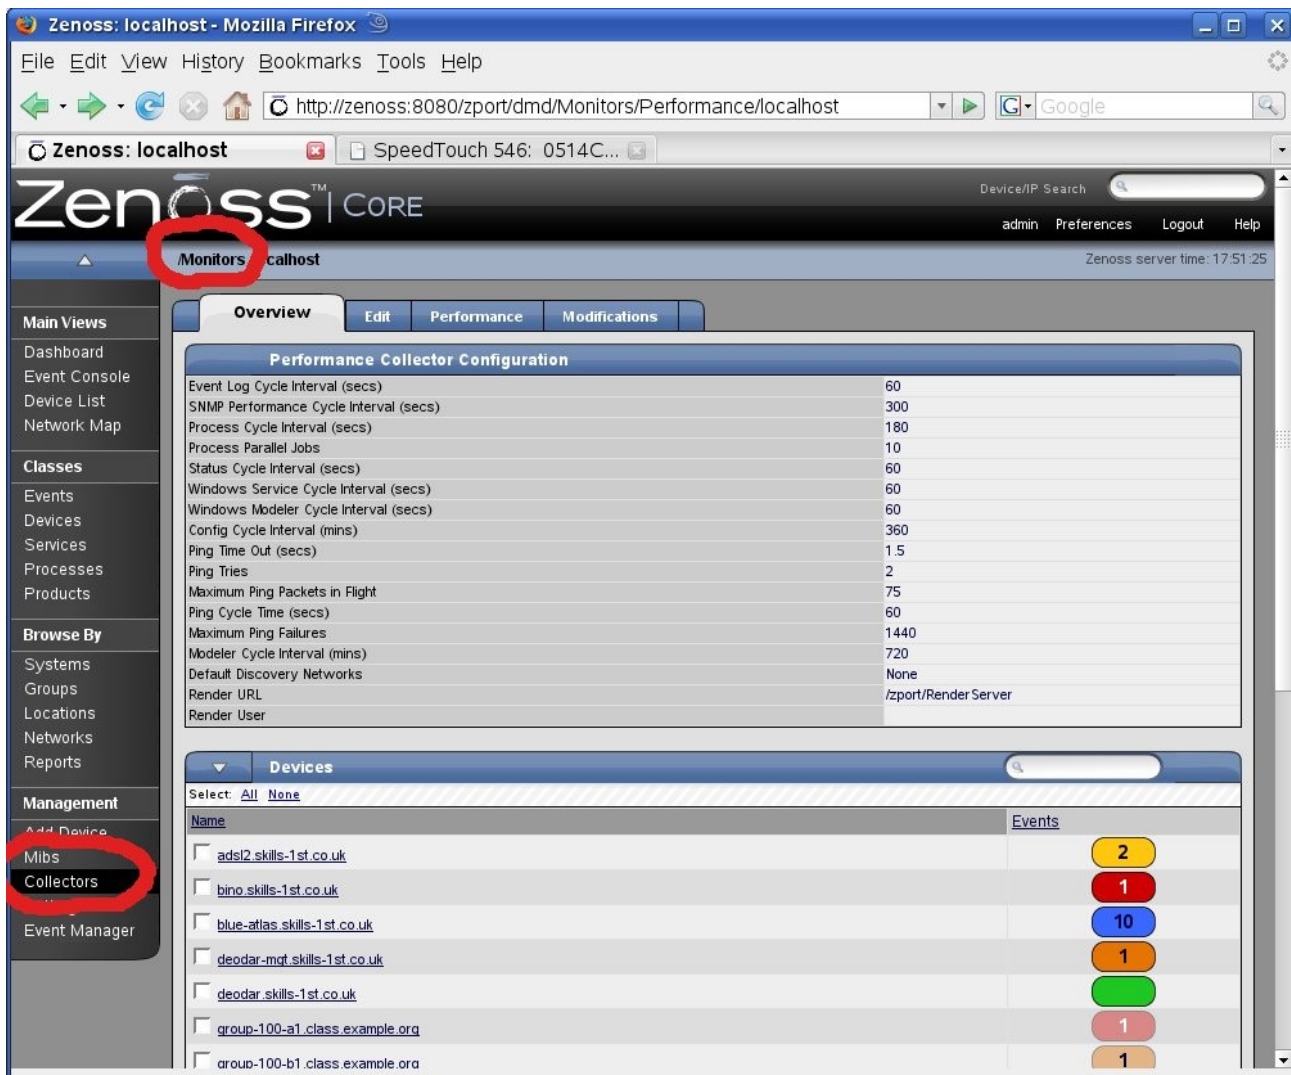 Zenoss: localhost - Mozilla Firefox
File Edit View History Bookmarks Tools Help
http://zenoss:8080/zport/dmd/Monitors/Performance/localhost G Google
Zenoss: localhost SpeedTouch 546: 0514C...
Zenoss™ | CORE
Device/IP Search
admin Preferences Logout Help
/Monitors calhost Zenoss server time: 17:51:25
Main Views
Dashboard
Event Console
Device List
Network Map
Classes
Events
Devices
Services
Processes
Products
Browse By
Systems
Groups
Locations
Networks
Reports
Management
Add Device
Mibs
Collectors
Event Manager
Overview Edit Performance Modifications
Performance Collector Configuration
Event Log Cycle Interval (secs) 60
SNMP Performance Cycle Interval (secs) 300
Process Cycle Interval (secs) 180
Process Parallel Jobs 10
Status Cycle Interval (secs) 60
Windows Service Cycle Interval (secs) 60
Windows Modeler Cycle Interval (secs) 60
Config Cycle Interval (mins) 360
Ping Time Out (secs) 1.5
Ping Tries 2
Maximum Ping Packets in Flight 75
Ping Cycle Time (secs) 60
Maximum Ping Failures 1440
Modeler Cycle Interval (mins) 720
Default Discovery Networks None
Render URL /zport/RenderServer
Render User
Devices
Select: All None
Name Events
adsl2.skills-1st.co.uk 2
bino.skills-1st.co.uk 1
blue-atlas.skills-1st.co.uk 10
deodar-mgt.skills-1st.co.uk 1
deodar.skills-1st.co.uk
group-100-a1.class.example.org 1
group-100-b1.class.example.org 1